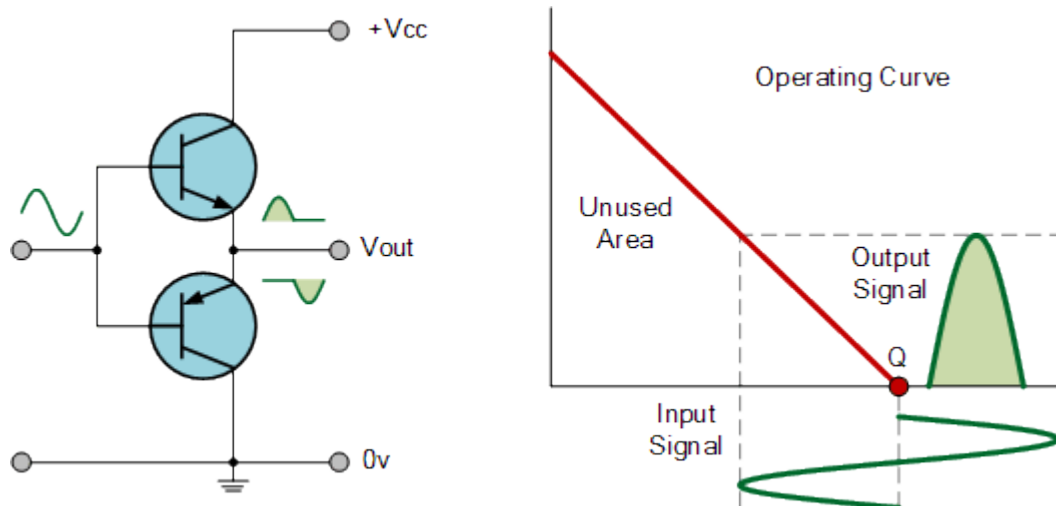 +Vcc
Vout
0v
Operating Curve
Unused
Area
Output
Signal
Q
Input
Signal